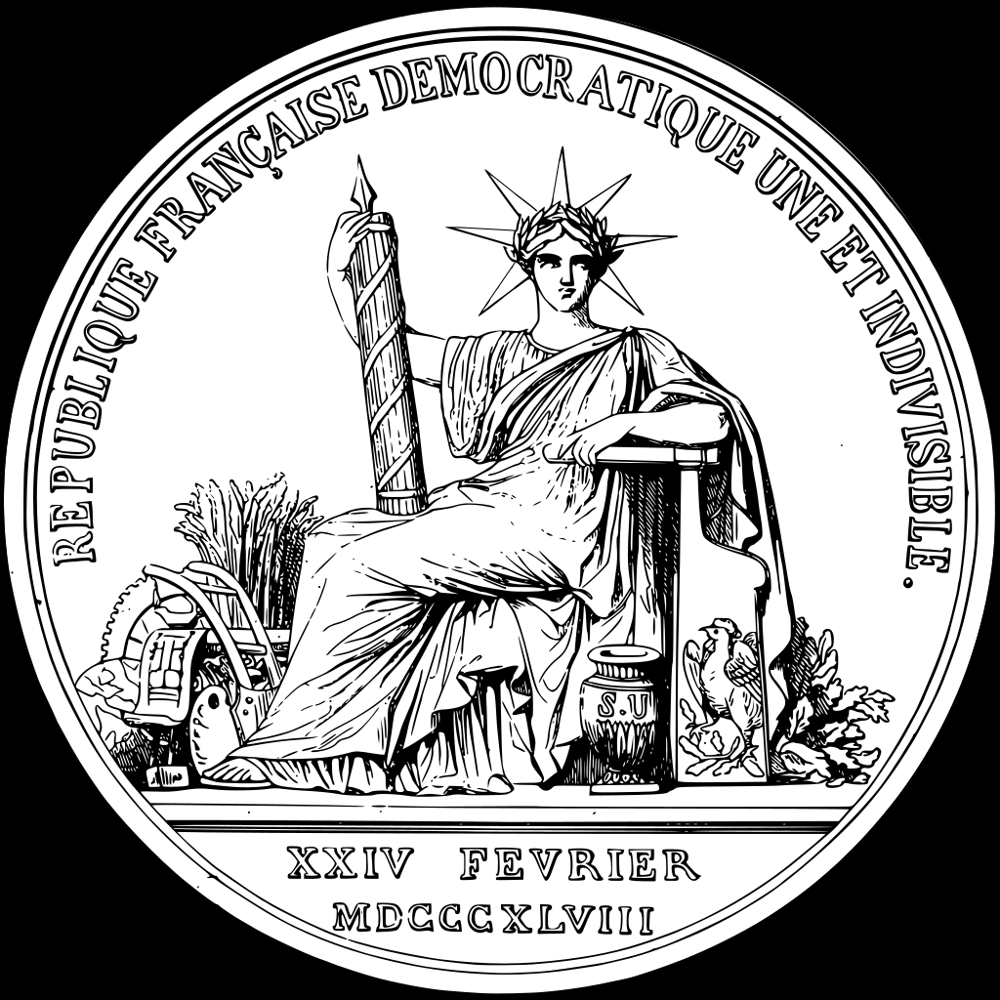 REPUBLIQUE FRANÇAISE DEMOCRATIQUE UNE ET INDIVISIBLE.
S.U
XXIV FEVRIER
MDCCCXLVIII